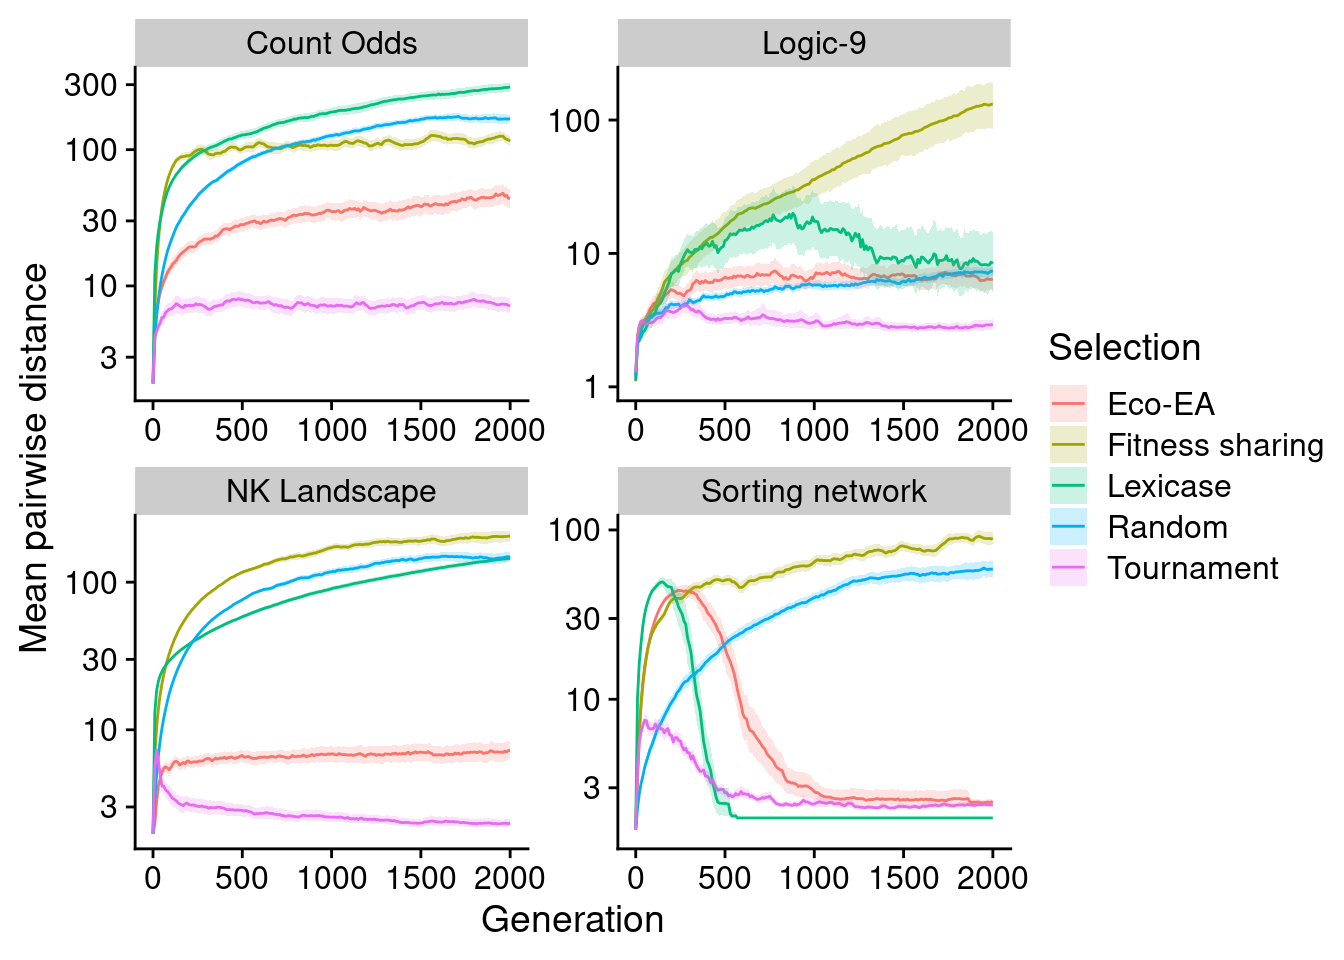 Count Odds
Logic-9
300
100
30
10
3
0 500 1000 1500 2000
100
10
1
0 500 1000 1500 2000
NK Landscape
Sorting network
100
30
10
3
0 500 1000 1500 2000
100
30
10
3
0 500 1000 1500 2000
Mean pairwise distance
Generation
Selection
Eco-EA
Fitness sharing
Lexicase
Random
Tournament